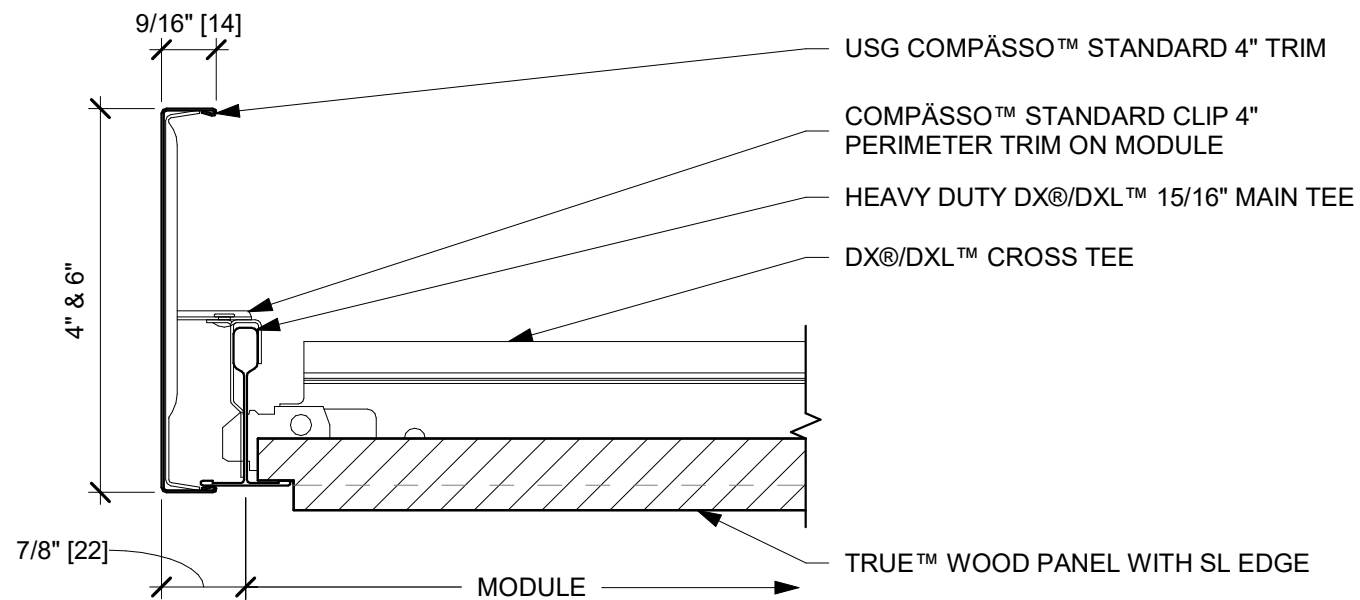 9/16" [14]
USG COMPÄSSO™ STANDARD 4" TRIM
COMPÄSSO™ STANDARD CLIP 4"
PERIMETER TRIM ON MODULE
HEAVY DUTY DX®/DXL™ 15/16" MAIN TEE
DX®/DXL™ CROSS TEE
4" & 6"
7/8" [22]
TRUE™ WOOD PANEL WITH SL EDGE
MODULE